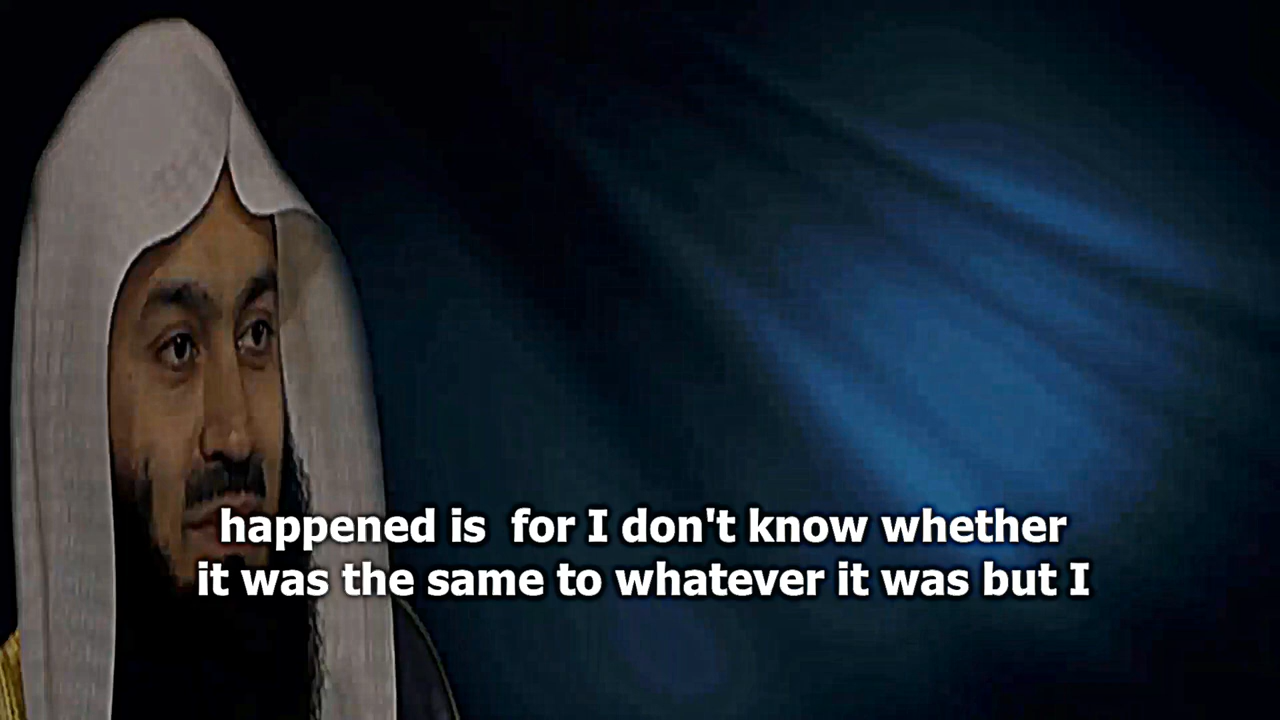 happened is  for I don't know whether
it was the same to whatever it was but I